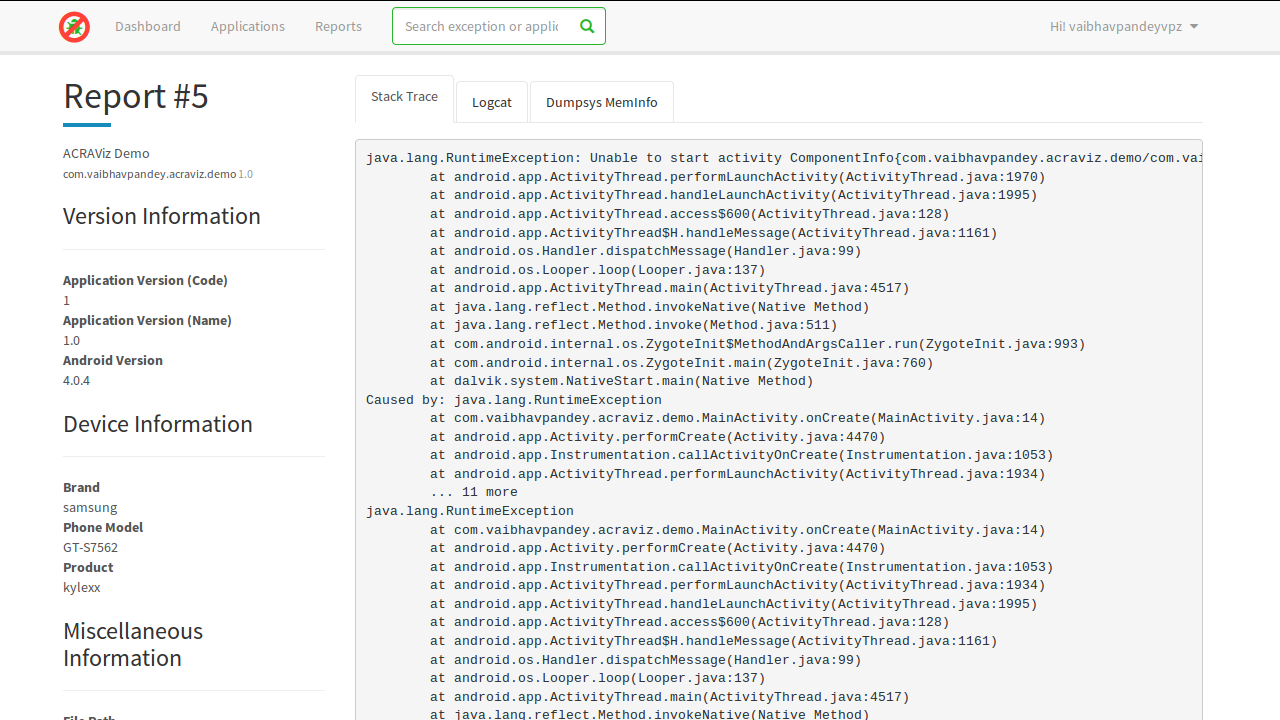 Dashboard
Applications
Reports
Search exception or applic
Hi! vaibhavpandeyvpz
Report #5
ACRAViz Demo
com.vaibhavpandey.acraviz.demo 1.0
Version Information
Application Version (Code)
1
Application Version (Name)
1.0
Android Version
4.0.4
Device Information
Brand
samsung
Phone Model
GT-S7562
Product
kylexx
Miscellaneous
Information
File Path
Stack Trace
Logcat
Dumpsys MemInfo
java.lang.RuntimeException: Unable to start activity ComponentInfo{com.vaibhavpandey.acraviz.demo/com.vai
at android.app.ActivityThread.performLaunchActivity(ActivityThread.java:1970)
at android.app.ActivityThread.handleLaunchActivity(ActivityThread.java:1995)
at android.app.ActivityThread.access$600(ActivityThread.java:128)
at android.app.ActivityThread$H.handleMessage(ActivityThread.java:1161)
at android.os.Handler.dispatchMessage(Handler.java:99)
at android.os.Looper.loop(Looper.java:137)
at android.app.ActivityThread.main(ActivityThread.java:4517)
at java.lang.reflect.Method.invokeNative(Native Method)
at java.lang.reflect.Method.invoke(Method.java:511)
at com.android.internal.os.ZygoteInit$MethodAndArgsCaller.run(ZygoteInit.java:993)
at com.android.internal.os.ZygoteInit.main(ZygoteInit.java:760)
at dalvik.system.NativeStart.main(Native Method)
Caused by: java.lang.RuntimeException
at com.vaibhavpandey.acraviz.demo.MainActivity.onCreate(MainActivity.java:14)
at android.app.Activity.performCreate(Activity.java:4470)
at android.app.Instrumentation.callActivityOnCreate(Instrumentation.java:1053)
at android.app.ActivityThread.performLaunchActivity(ActivityThread.java:1934)
... 11 more
java.lang.RuntimeException
at com.vaibhavpandey.acraviz.demo.MainActivity.onCreate(MainActivity.java:14)
at android.app.Activity.performCreate(Activity.java:4470)
at android.app.Instrumentation.callActivityOnCreate(Instrumentation.java:1053)
at android.app.ActivityThread.performLaunchActivity(ActivityThread.java:1934)
at android.app.ActivityThread.handleLaunchActivity(ActivityThread.java:1995)
at android.app.ActivityThread.access$600(ActivityThread.java:128)
at android.app.ActivityThread$H.handleMessage(ActivityThread.java:1161)
at android.os.Handler.dispatchMessage(Handler.java:99)
at android.os.Looper.loop(Looper.java:137)
at android.app.ActivityThread.main(ActivityThread.java:4517)
at java.lang.reflect.Method.invokeNative(Native Method)